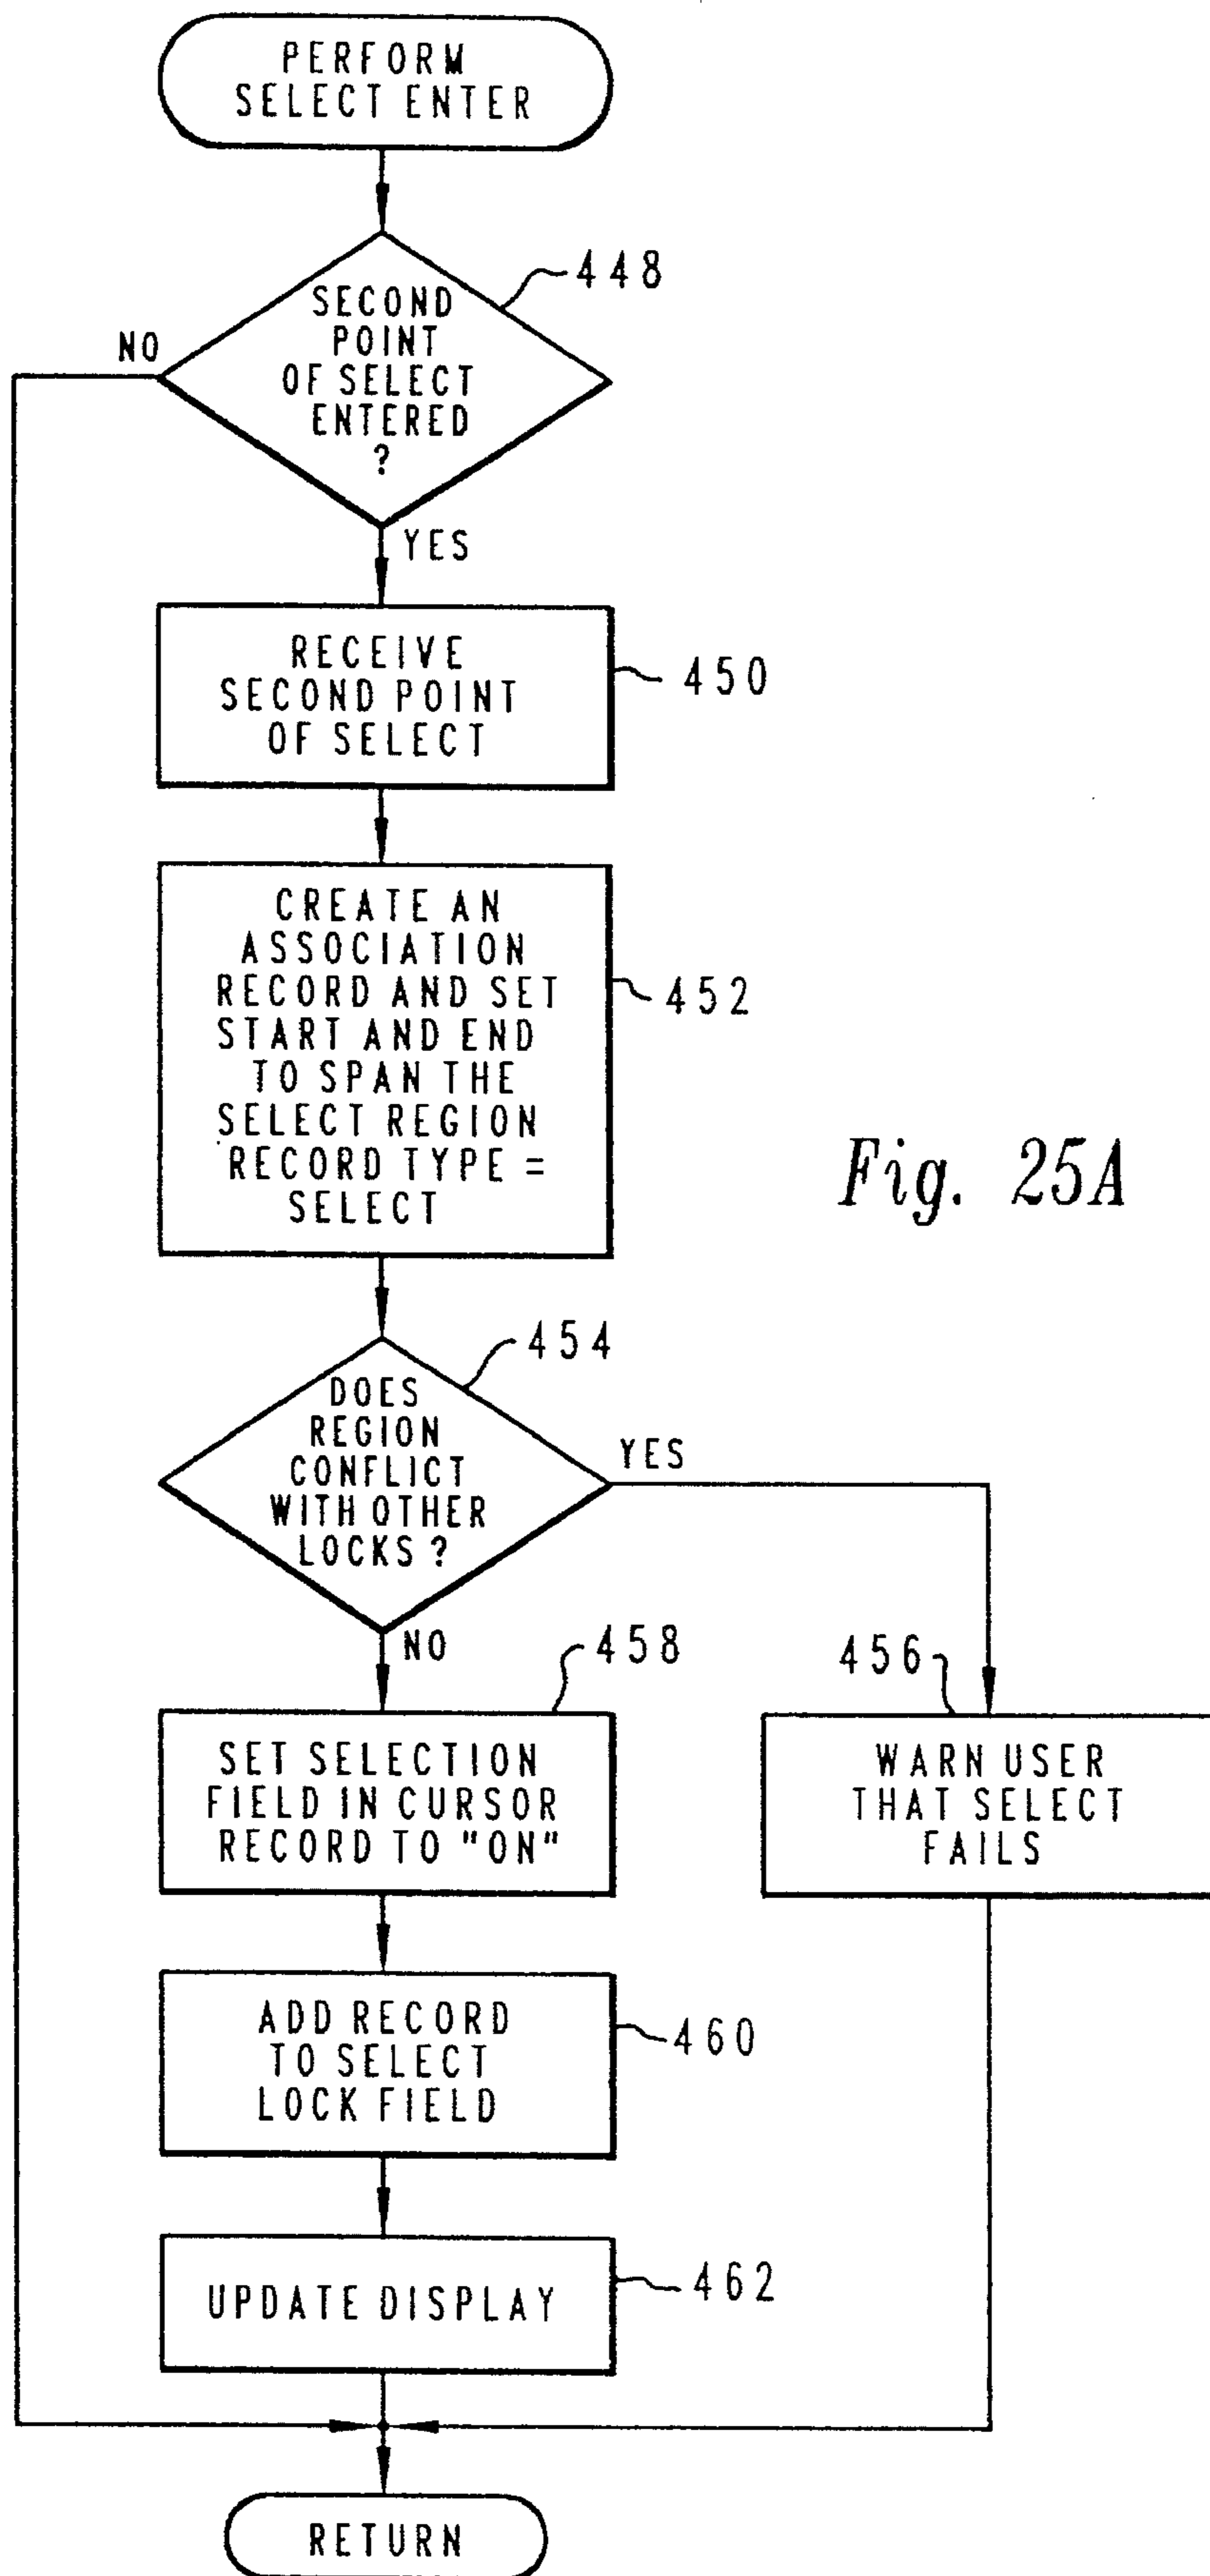 PERFORM
SELECT ENTER
448
SECOND
POINT
OF SELECT
ENTERED
?
NO
YES
RECEIVE
SECOND POINT
OF SELECT
450
CREATE AN
ASSOCIATION
RECORD AND SET
START AND END
TO SPAN THE
SELECT REGION
RECORD TYPE =
SELECT
452
Fig. 25A
454
DOES
REGION
CONFLICT
WITH OTHER
LOCKS ?
YES
NO
458
456
SET SELECTION
FIELD IN CURSOR
RECORD TO "ON"
WARN USER
THAT SELECT
FAILS
ADD RECORD
TO SELECT
LOCK FIELD
460
UPDATE DISPLAY
462
RETURN